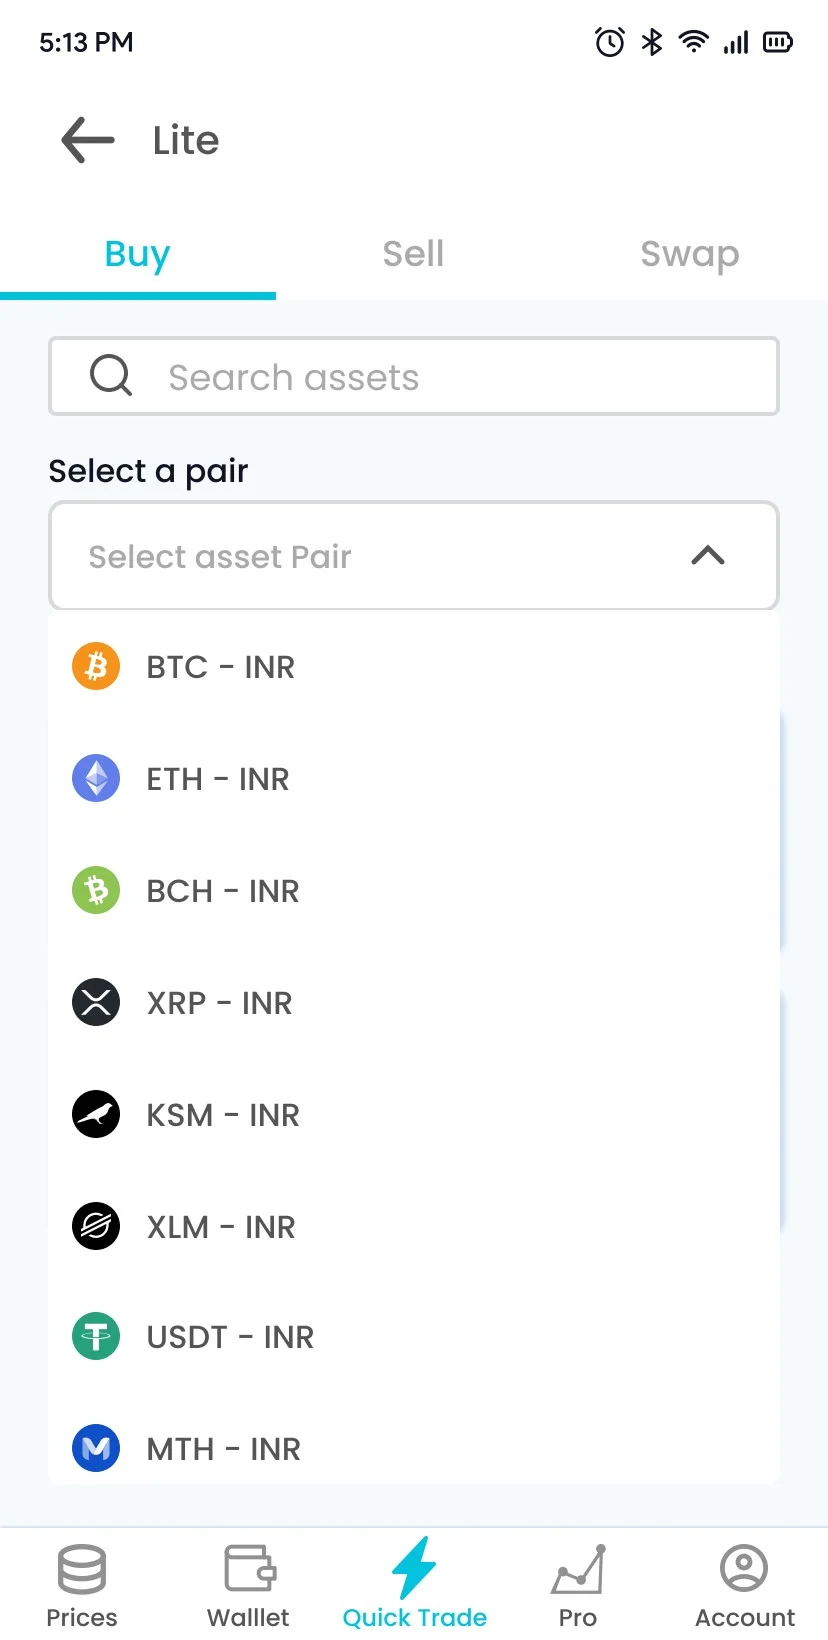 5:13 PM
Lite
Buy Sell Swap
Search assets
Select a pair
Select asset Pair
BTC - INR
ETH - INR
BCH - INR
XRP - INR
KSM - INR
XLM - INR
USDT - INR
MTH - INR
Prices Walllet Quick Trade Pro Account